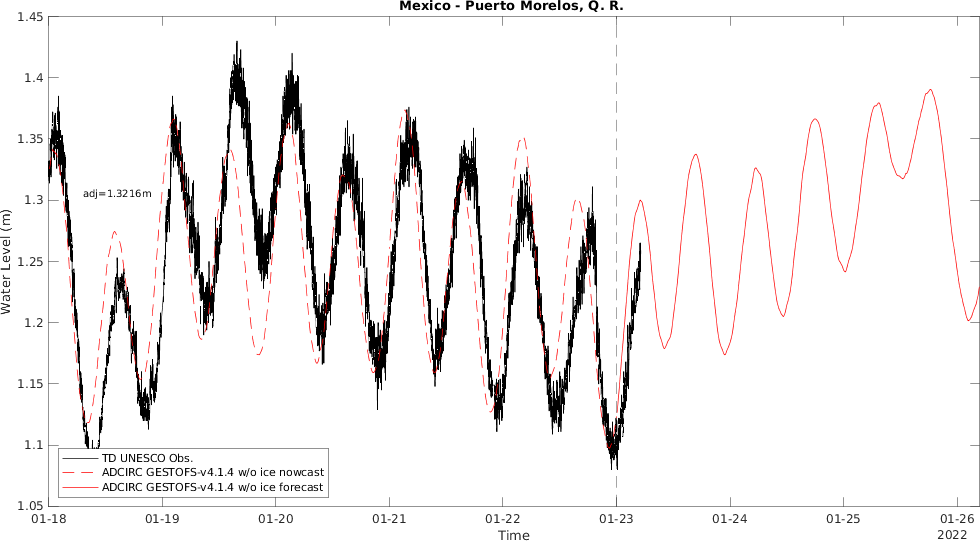 Mexico - Puerto Morelos, Q. R.
1.45
1.4
1.35
1.3
1.25
1.2
1.15
1.1
1.05
Water Level (m)
adj=1.3216m
TD UNESCO Obs.
ADCIRC GESTOFS-v4.1.4 w/o ice nowcast
ADCIRC GESTOFS-v4.1.4 w/o ice forecast
01-18
01-19
01-20
01-21
01-22
01-23
01-24
01-25
01-26
Time
2022